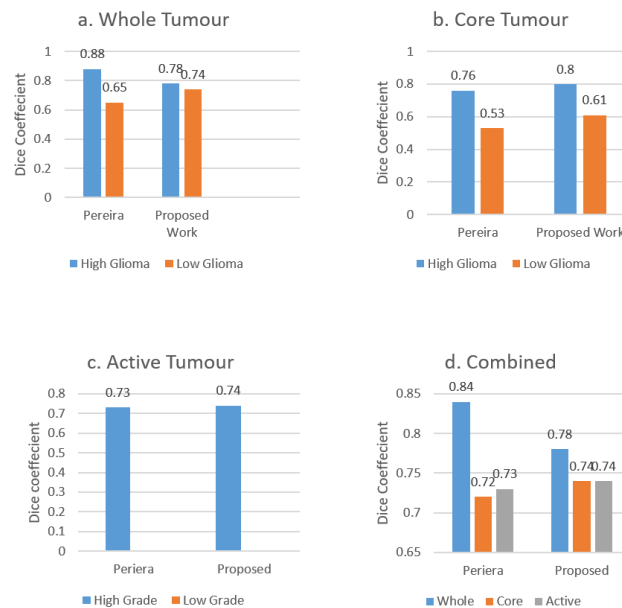 a. Whole Tumour
Dice Coeffecient
1
0.8
0.6
0.4
0.2
0
0.88
0.65
0.78
0.74
Pereira
Proposed
Work
High Glioma
Low Glioma
b. Core Tumour
Dice Coeffecient
1
0.8
0.6
0.4
0.2
0
0.76
0.53
0.8
0.61
Pereira
Proposed Work
High Glioma
Low Glioma
c. Active Tumour
Dice coeffecient
0.8
0.7
0.6
0.5
0.4
0.3
0.2
0.1
0
0.73
0.74
Periera
Proposed
High Grade
Low Grade
d. Combined
Dice Coeffecient
0.85
0.8
0.75
0.7
0.65
0.84
0.72
0.73
0.78
0.74
0.74
Periera
Proposed
Whole
Core
Active